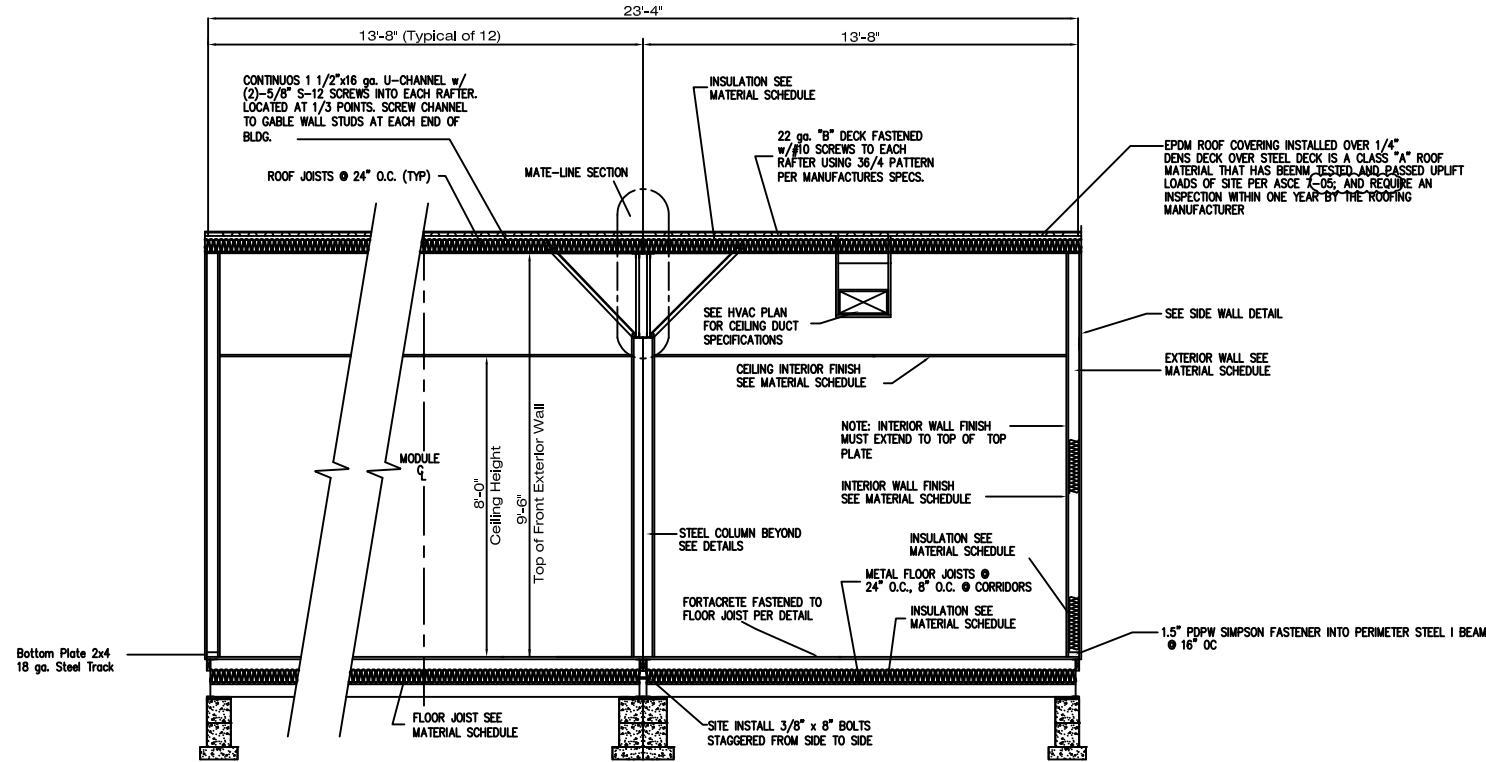 23'-4"
13'-8" (Typical of 12)
13'-8"
CONTINUOS 1 1/2"x16 ga. U-CHANNEL w/
(2)-5/8" S-12 SCREWS INTO EACH RAFTER.
LOCATED AT 1/3 POINTS. SCREW CHANNEL
TO GABLE WALL STUDS AT EACH END OF
BLDG.
ROOF JOISTS @ 24" O.C. (TYP)
MATE-LINE SECTION
INSULATION SEE
MATERIAL SCHEDULE
22 ga. "B" DECK FASTENED
w/#10 SCREWS TO EACH
RAFTER USING 36/4 PATTERN
PER MANUFACTURES SPECS.
EPDM ROOF COVERING INSTALLED OVER 1/4"
DENS DECK OVER STEEL DECK IS A CLASS "A" ROOF
MATERIAL THAT HAS BEENM TESTED AND PASSED UPLIFT
LOADS OF SITE PER ASCE 7-05; AND REQUIRE AN
INSPECTION WITHIN ONE YEAR BY THE ROOFING
MANUFACTURER
SEE HVAC PLAN
FOR CEILING DUCT
SPECIFICATIONS
SEE SIDE WALL DETAIL
CEILING INTERIOR FINISH
SEE MATERIAL SCHEDULE
EXTERIOR WALL SEE
MATERIAL SCHEDULE
NOTE: INTERIOR WALL FINISH
MUST EXTEND TO TOP OF TOP
PLATE
MODULE
CL
8'-0"
Ceiling Height
9'-6"
Top of Front Exterior Wall
INTERIOR WALL FINISH
SEE MATERIAL SCHEDULE
STEEL COLUMN BEYOND
SEE DETAILS
INSULATION SEE
MATERIAL SCHEDULE
METAL FLOOR JOISTS @
24" O.C., 8" O.C. @ CORRIDORS
FORTACRETE FASTENED TO
FLOOR JOIST PER DETAIL
INSULATION SEE
MATERIAL SCHEDULE
1.5" PDPW SIMPSON FASTENER INTO PERIMETER STEEL I BEAM
@ 16" OC
Bottom Plate 2x4
18 ga. Steel Track
FLOOR JOIST SEE
MATERIAL SCHEDULE
SITE INSTALL 3/8" x 8" BOLTS
STAGGERED FROM SIDE TO SIDE